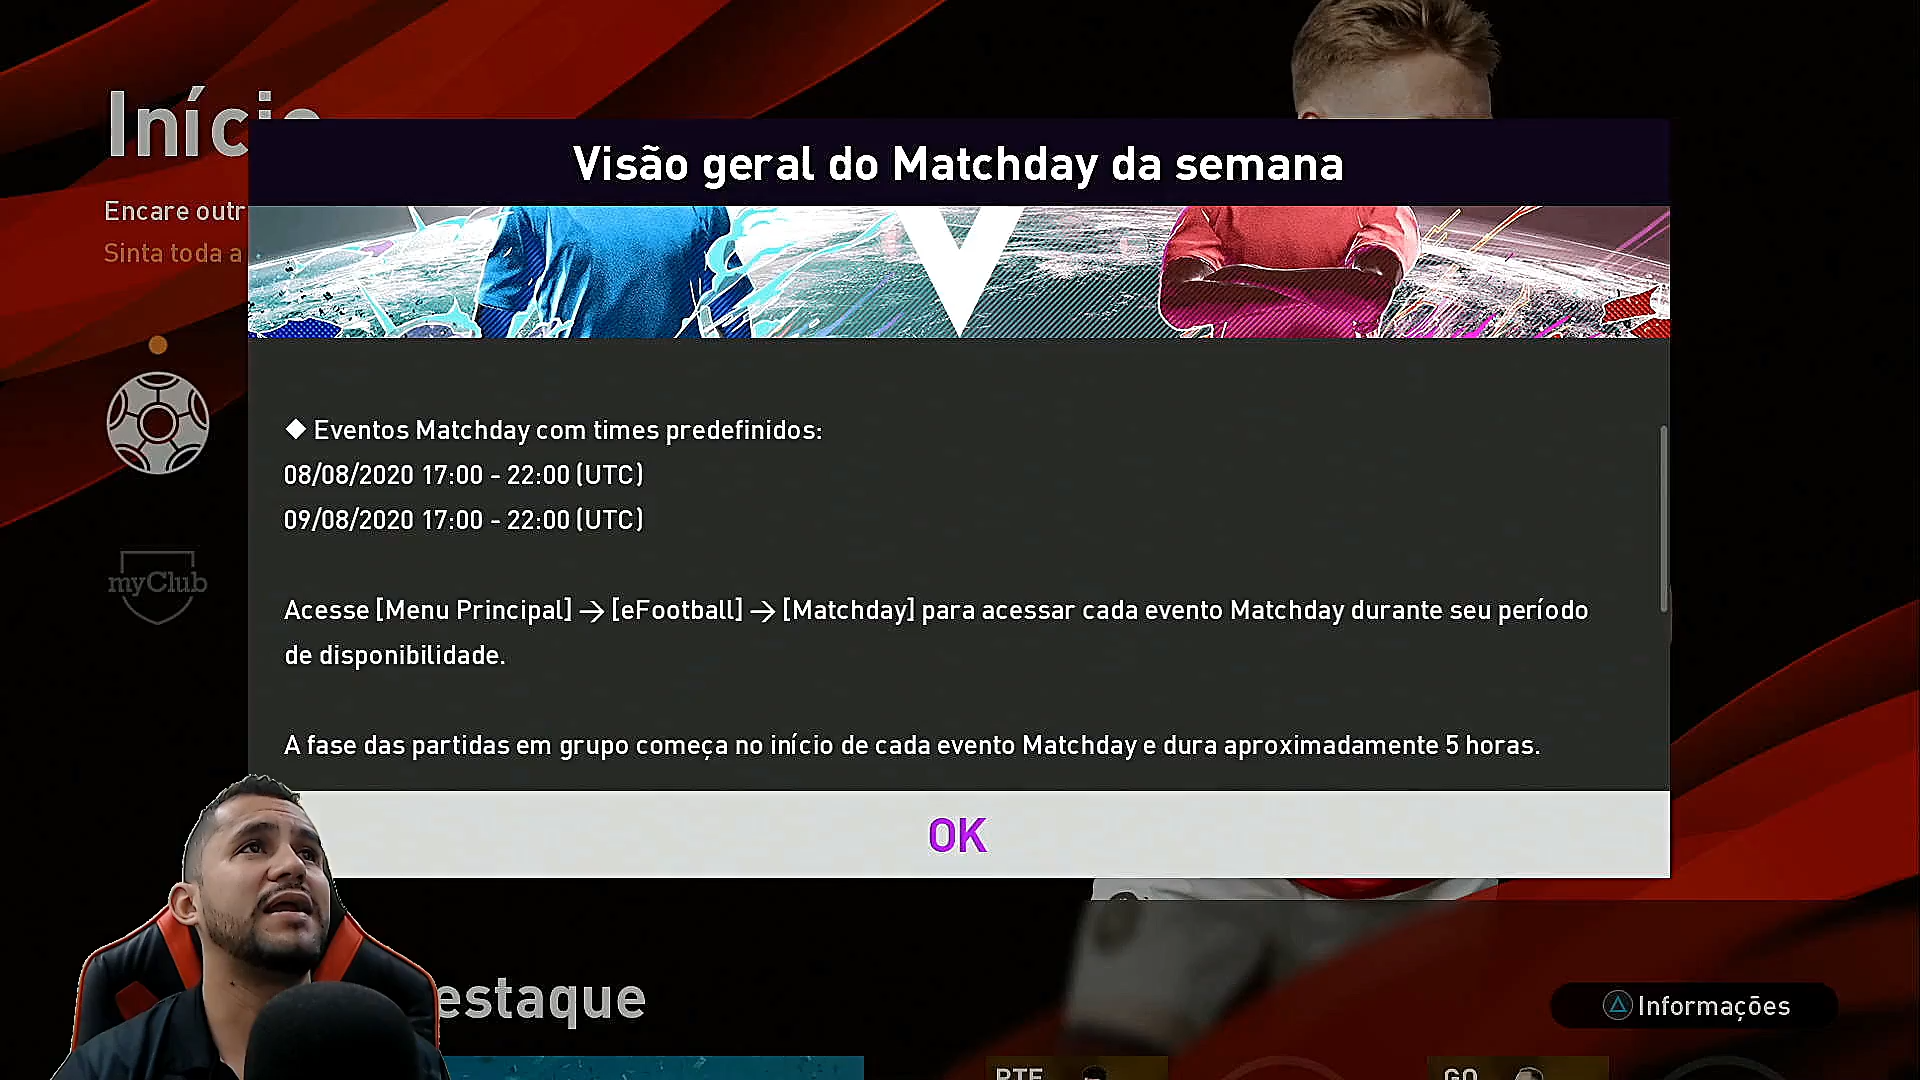 Início
Visão geral do Matchday da semana
Encare outr
Sinta toda a
◆ Eventos Matchday com times predefinidos:
08/08/2020 17:00 - 22:00 (UTC)
09/08/2020 17:00 - 22:00 (UTC)
myClub
Acesse [Menu Principal] → [eFootball] → [Matchday] para acessar cada evento Matchday durante seu período
de disponibilidade.
A fase das partidas em grupo começa no início de cada evento Matchday e dura aproximadamente 5 horas.
OK
estaque
Informações
PTE
GO